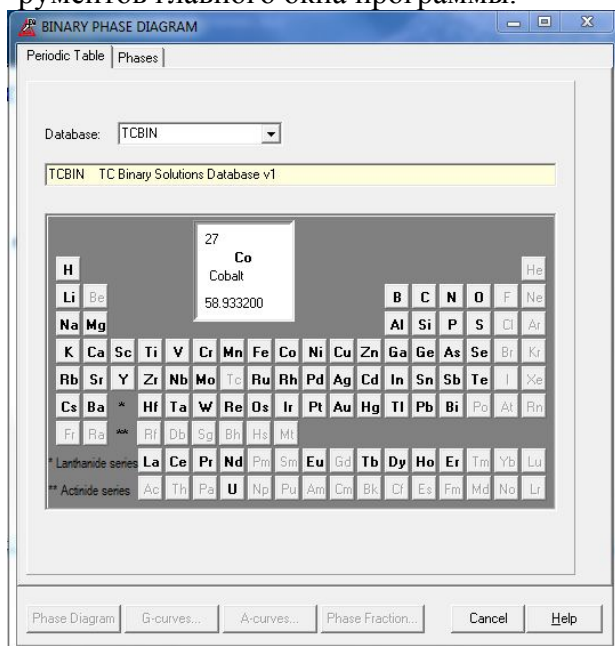 рументов главного окна программы.
BINARY PHASE DIAGRAM
Periodic Table Phases
Database: TCBIN
TCBIN TC Binary Solutions Database v1
27
Co
Cobalt
58.933200
H He
Li Be B C N O F Ne
Na Mg Al Si P S Cl Ar
K Ca Sc Ti V Cr Mn Fe Co Ni Cu Zn Ga Ge As Se Br Kr
Rb Sr Y Zr Nb Mo Tc Ru Rh Pd Ag Cd In Sn Sb Te I Xe
Cs Ba * Hf Ta W Re Os Ir Pt Au Hg Tl Pb Bi Po At Rn
Fr Ra ** Rf Db Sg Bh Hs Mt
* Lanthanide series La Ce Pr Nd Pm Sm Eu Gd Tb Dy Ho Er Tm Yb Lu
** Actinide series Ac Th Pa U Np Pu Am Cm Bk Cf Es Fm Md No Lr
Phase Diagram G-curves... A-curves... Phase Fraction... Cancel Help